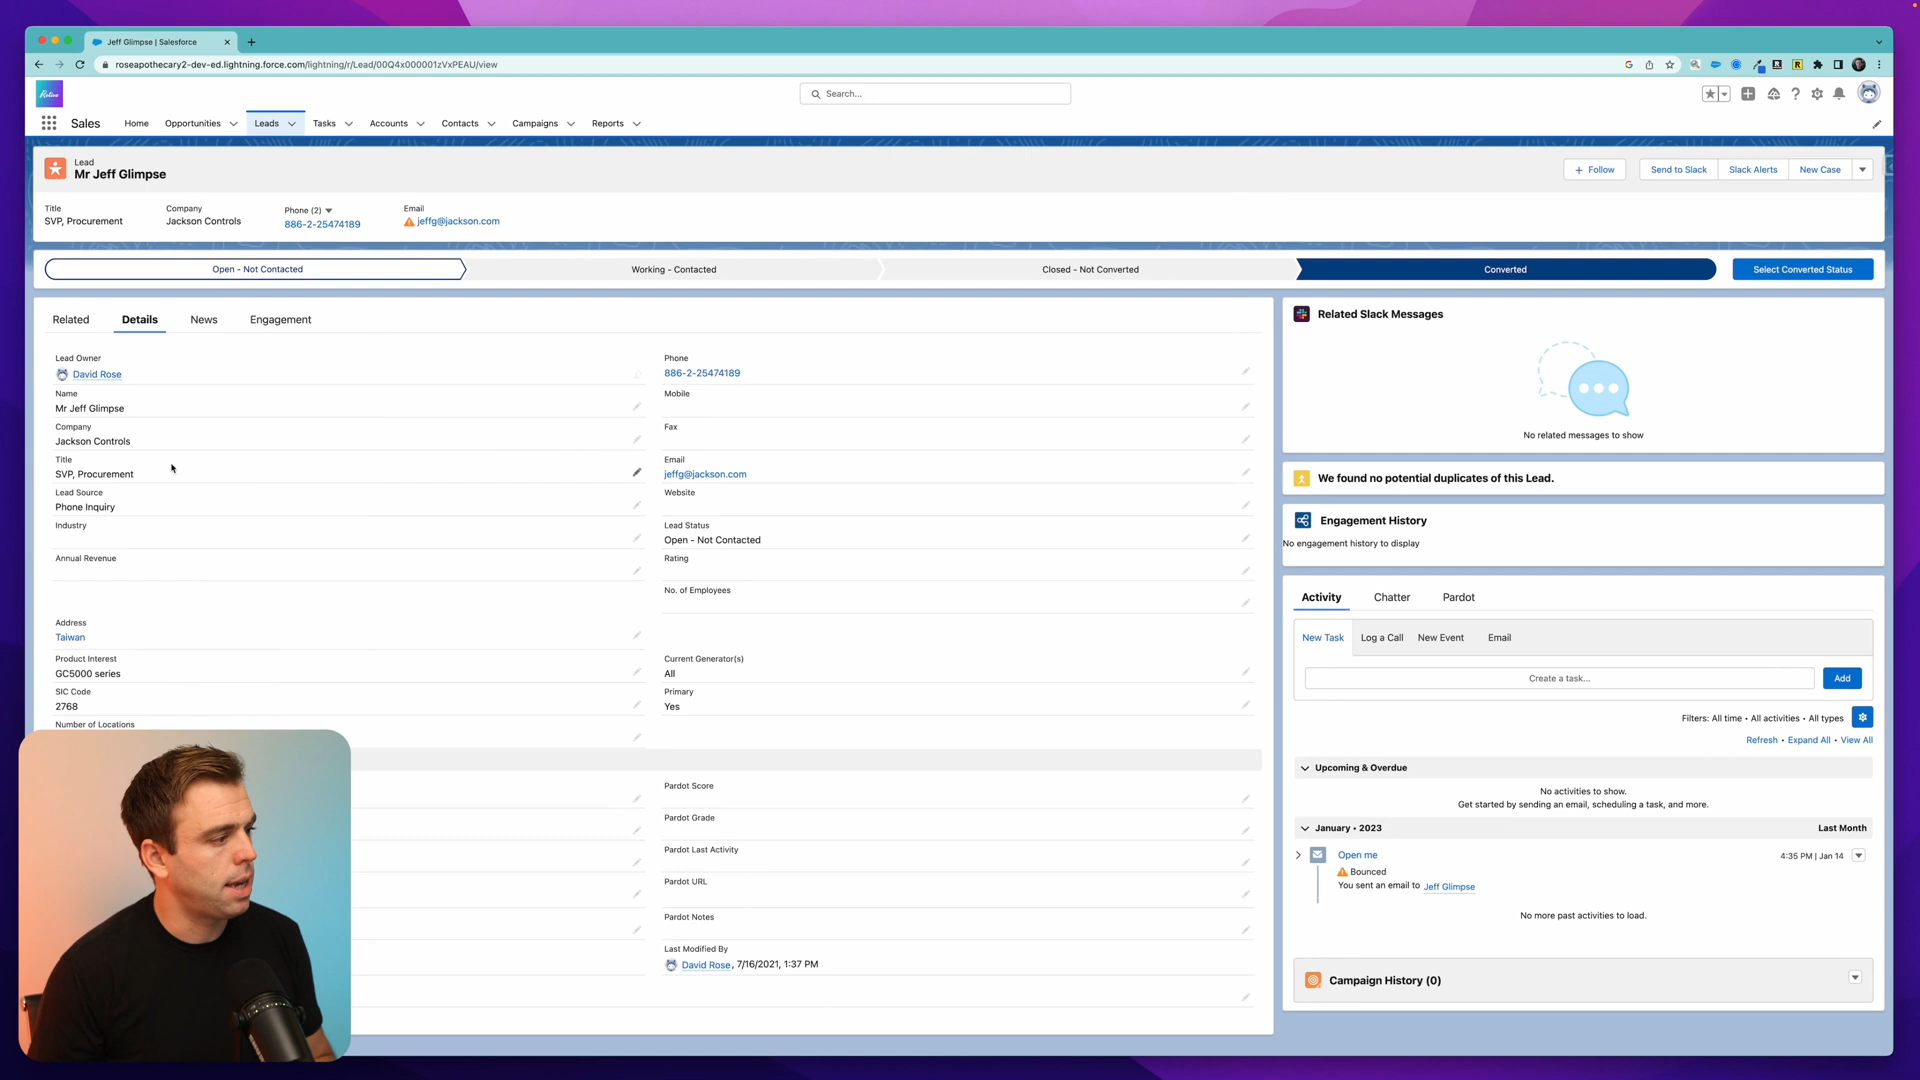 Jeff Glimpse | Salesforce
roseapothecary2-dev-ed.lightning.force.com/lightning/r/Lead/00Q4x000001zVxPEAU/view
Search...
Sales
Home
Opportunities
Leads
Tasks
Accounts
Contacts
Campaigns
Reports
Lead
Mr Jeff Glimpse
+ Follow
Send to Slack
Slack Alerts
New Case
Title
SVP, Procurement
Company
Jackson Controls
Phone (2)
886-2-25474189
Email
jeffg@jackson.com
Open - Not Contacted
Working - Contacted
Closed - Not Converted
Converted
Select Converted Status
Related
Details
News
Engagement
Lead Owner
David Rose
Name
Mr Jeff Glimpse
Company
Jackson Controls
Title
SVP, Procurement
Lead Source
Phone Inquiry
Industry
Annual Revenue
Address
Taiwan
Product Interest
GC5000 series
SIC Code
2768
Number of Locations
Phone
886-2-25474189
Mobile
Fax
Email
jeffg@jackson.com
Website
Lead Status
Open - Not Contacted
Rating
No. of Employees
Current Generator(s)
All
Primary
Yes
Pardot Score
Pardot Grade
Pardot Last Activity
Pardot URL
Pardot Notes
Last Modified By
David Rose, 7/16/2021, 1:37 PM
Related Slack Messages
No related messages to show
We found no potential duplicates of this Lead.
Engagement History
No engagement history to display
Activity
Chatter
Pardot
New Task
Log a Call
New Event
Email
Create a task...
Add
Filters: All time • All activities • All types
Refresh • Expand All • View All
Upcoming & Overdue
No activities to show.
Get started by sending an email, scheduling a task, and more.
January • 2023
Last Month
Open me
4:35 PM | Jan 14
Bounced
You sent an email to Jeff Glimpse
No more past activities to load.
Campaign History (0)